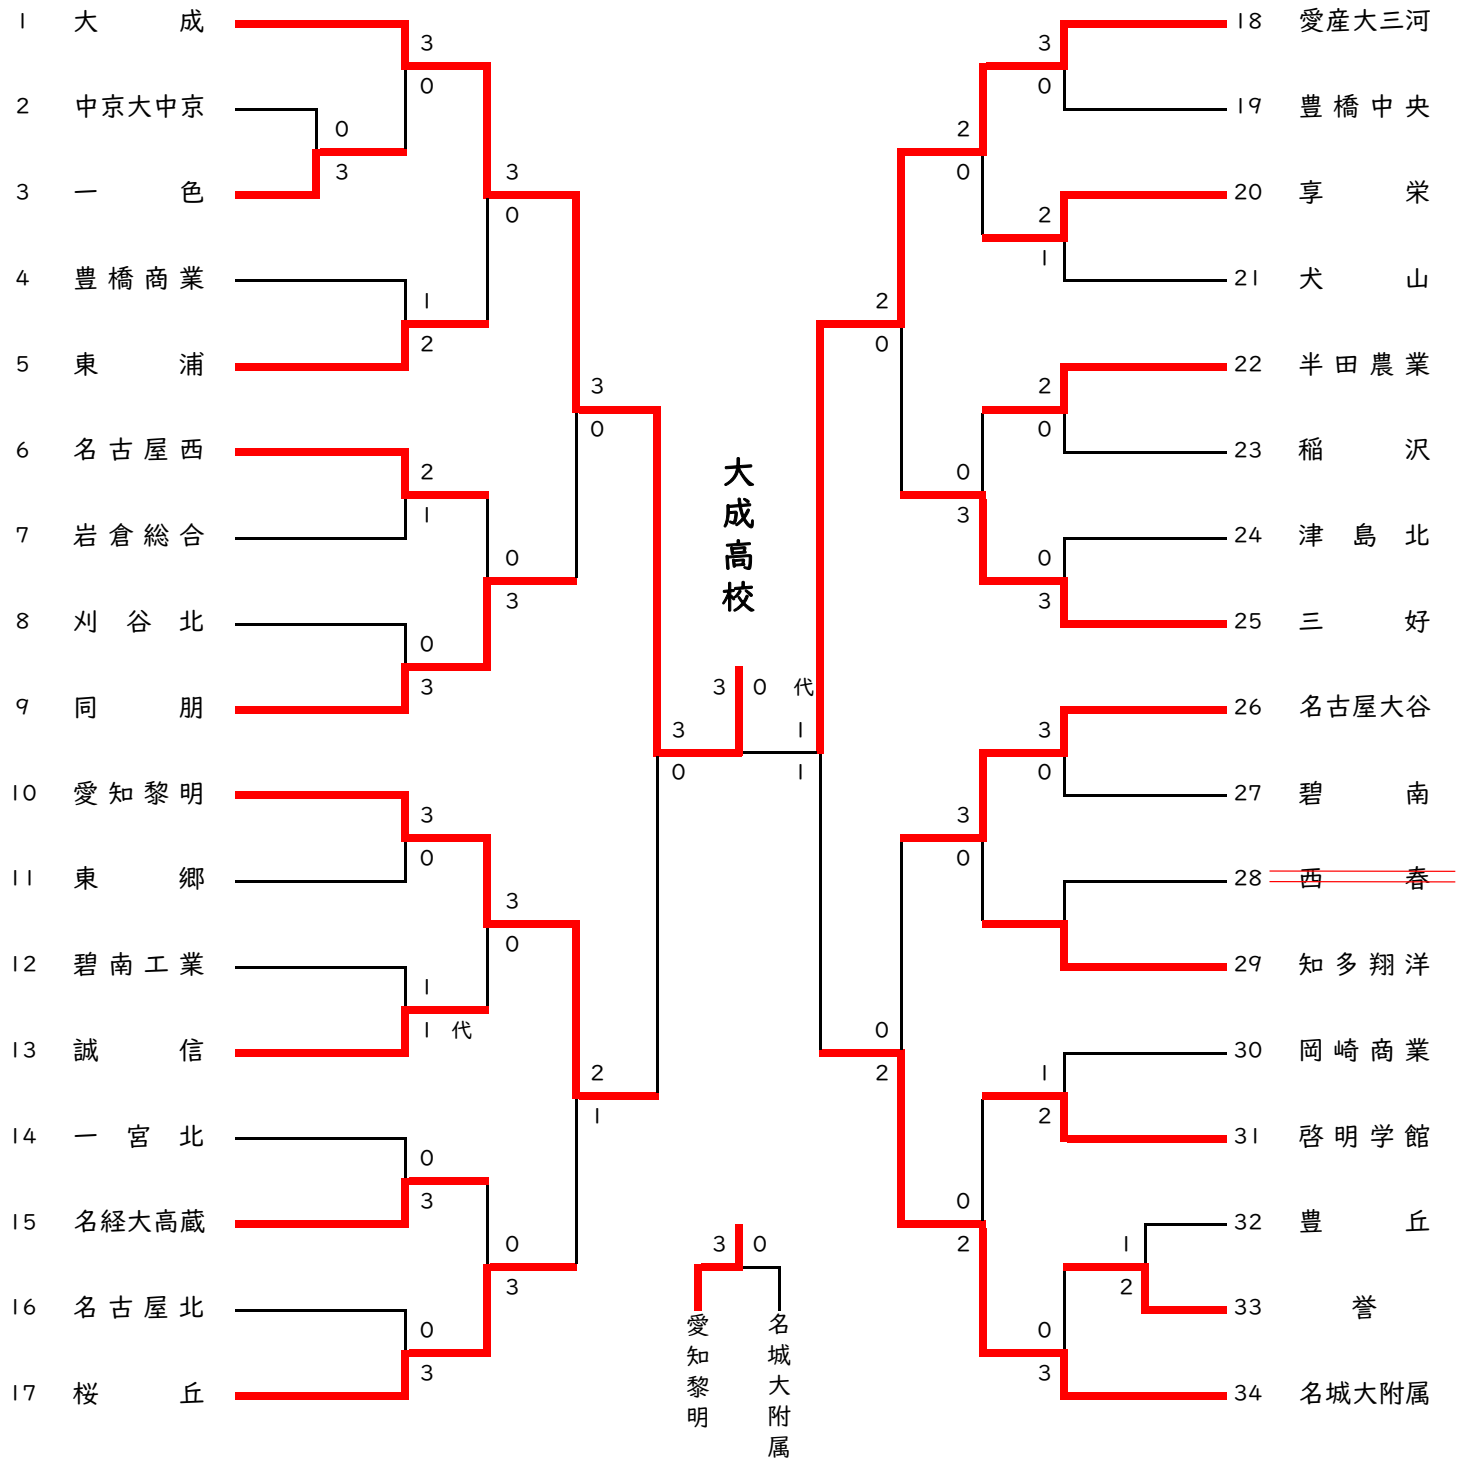 1 大成
2 中京大中京
3 一色
4 豊橋商業
5 東浦
6 名古屋西
7 岩倉総合
8 刈谷北
9 同朋
10 愛知黎明
11 東郷
12 碧南工業
13 誠信
14 一宮北
15 名経大高蔵
16 名古屋北
17 桜丘
3
0
0
3
3
0
1
2
3
0
2
1
0
3
0
3
3
0
3
0
3
0
1
1 代
2
1
0
3
0
3
0
3
大成高校
3 0 代
1
1
3 0
愛知黎明
名城大附属
3
0
2
0
2
1
2
0
2
0
0
3
0
3
3
0
3
0
0
2
1
2
0
2
1
2
0
3
18 愛産大三河
19 豊橋中央
20 享栄
21 犬山
22 半田農業
23 稲沢
24 津島北
25 三好
26 名古屋大谷
27 碧南
28 西春
29 知多翔洋
30 岡崎商業
31 啓明学館
32 豊丘
33 誉
34 名城大附属